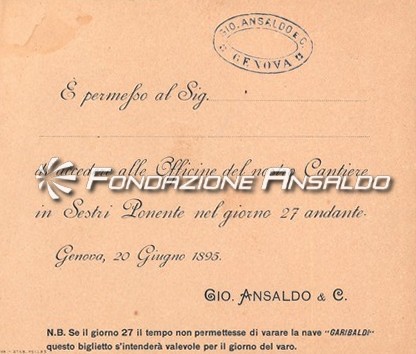 GIO. ANSALDO & C.
GENOVA
È permesso al Sig.
di accedere alle Officine del nostro Cantiere
FONDAZIONE ANSALDO
in Sestri Ponente nel giorno 27 andante.
Genova, 20 Giugno 1895.
GIO. ANSALDO & C.
N.B. Se il giorno 27 il tempo non permettesse di varare la nave "GARIBALDI"
questo biglietto s'intenderà valevole per il giorno del varo.